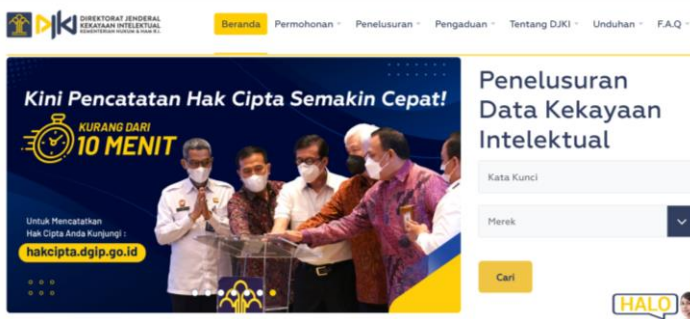 DJKI
DIREKTORAT JENDERAL
KEKAYAAN INTELEKTUAL
KEMENTERIAN HUKUM & HAM R.I.
Beranda Permohonan Penelusuran Pengaduan Tentang DJKI Unduhan F.A.Q
Kini Pencatatan Hak Cipta Semakin Cepat!
KURANG DARI
10 MENIT
Untuk Mencatatkan
Hak Cipta Anda Kunjungi :
hakcipta.dgip.go.id
Penelusuran
Data Kekayaan
Intelektual
Kata Kunci
Merek
Cari
HALO